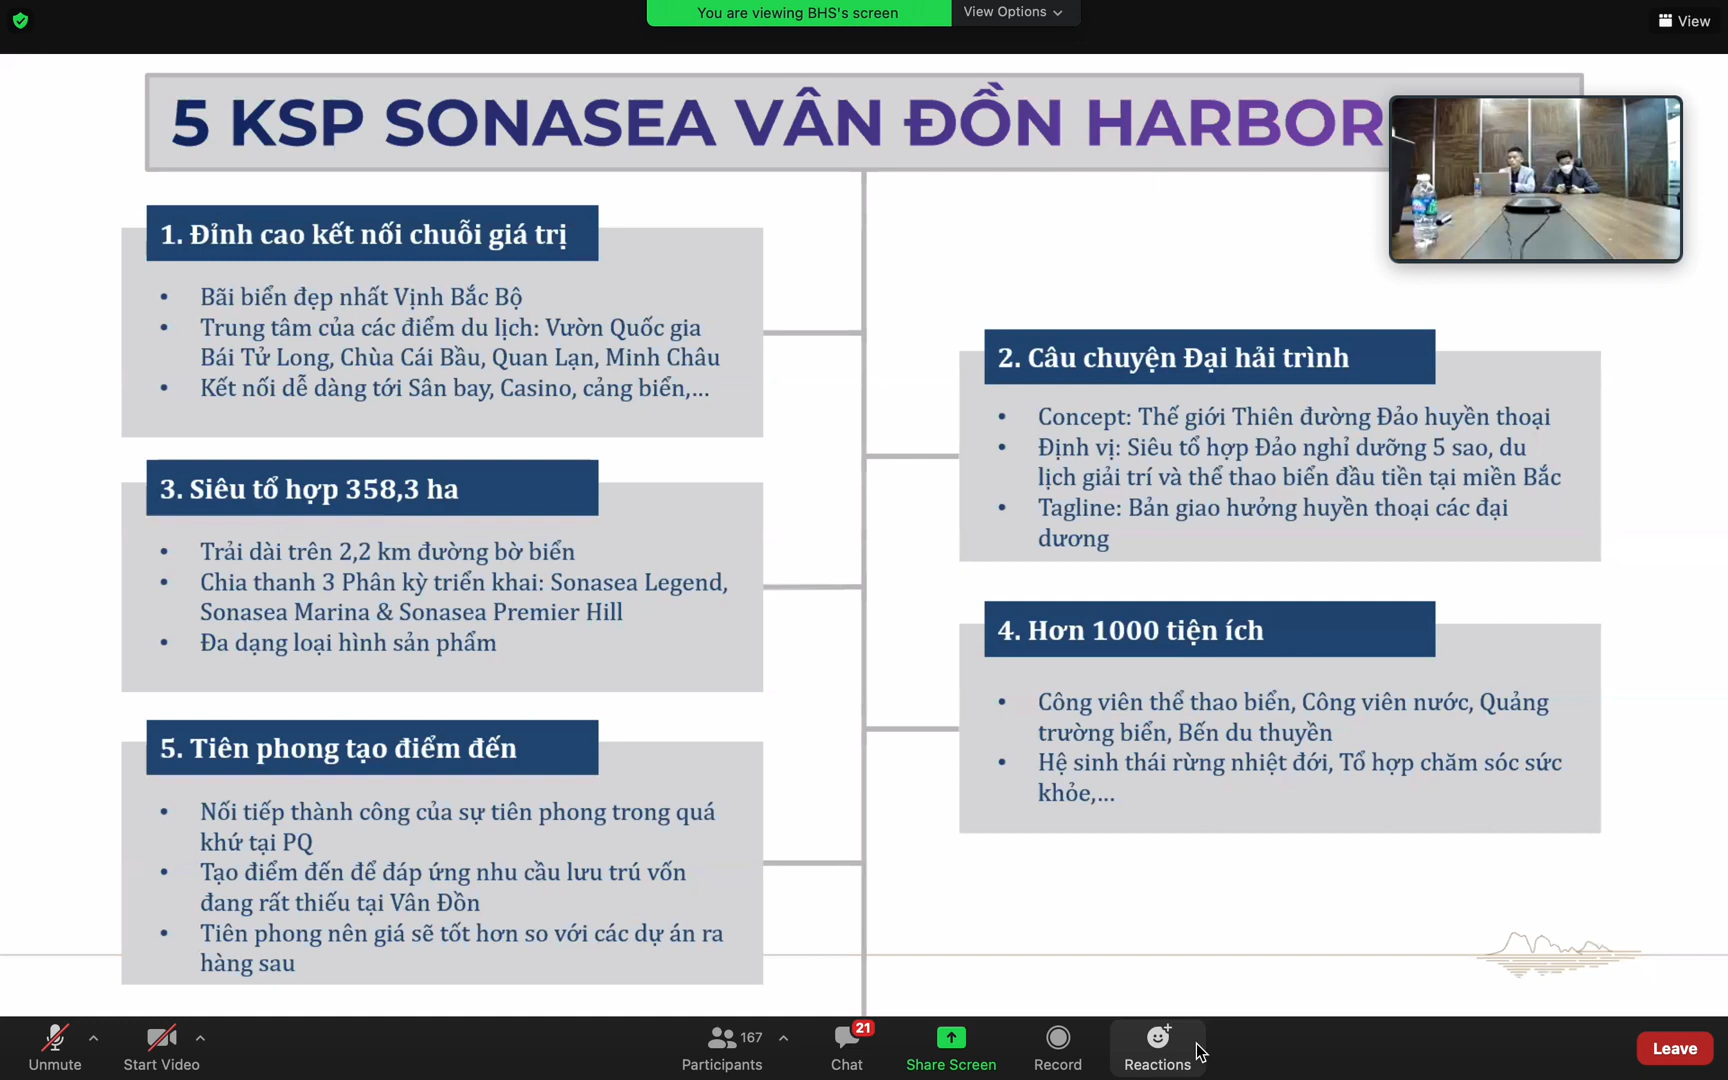 You are viewing BHS's screen
View Options
View
5 KSP SONASEA VÂN ĐỒN HARBOR
1. Đỉnh cao kết nối chuỗi giá trị
• Bãi biển đẹp nhất Vịnh Bắc Bộ
• Trung tâm của các điểm du lịch: Vườn Quốc gia
Bái Tử Long, Chùa Cái Bầu, Quan Lạn, Minh Châu
• Kết nối dễ dàng tới Sân bay, Casino, cảng biển,...
2. Câu chuyện Đại hải trình
• Concept: Thế giới Thiên đường Đảo huyền thoại
• Định vị: Siêu tổ hợp Đảo nghỉ dưỡng 5 sao, du
lịch giải trí và thể thao biển đầu tiền tại miền Bắc
• Tagline: Bản giao hưởng huyền thoại các đại
dương
3. Siêu tổ hợp 358,3 ha
• Trải dài trên 2,2 km đường bờ biển
• Chia thanh 3 Phân kỳ triển khai: Sonasea Legend,
Sonasea Marina & Sonasea Premier Hill
• Đa dạng loại hình sản phẩm
4. Hơn 1000 tiện ích
• Công viên thể thao biển, Công viên nước, Quảng
trường biển, Bến du thuyền
• Hệ sinh thái rừng nhiệt đới, Tổ hợp chăm sóc sức
khỏe,...
5. Tiên phong tạo điểm đến
• Nối tiếp thành công của sự tiên phong trong quá
khứ tại PQ
• Tạo điểm đến để đáp ứng nhu cầu lưu trú vốn
đang rất thiếu tại Vân Đồn
• Tiên phong nên giá sẽ tốt hơn so với các dự án ra
hàng sau
Unmute
Start Video
167
Participants
21
Chat
Share Screen
Record
Reactions
Leave